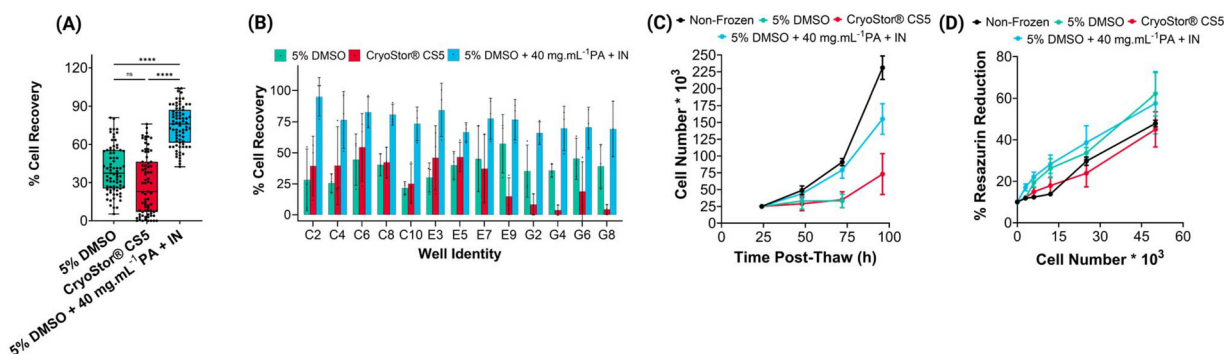 (A)
****
ns
****
% Cell Recovery
120
90
60
30
0
5% DMSO
CryoStor® CS5
5% DMSO + 40 mg.mL⁻¹PA + IN
(B)
5% DMSO
CryoStor® CS5
5% DMSO + 40 mg.mL⁻¹PA + IN
% Cell Recovery
100
75
50
25
0
C2 C4 C6 C8 C10 E3 E5 E7 E9 G2 G4 G6 G8
Well Identity
(C)
Non-Frozen
5% DMSO
CryoStor® CS5
5% DMSO + 40 mg.mL⁻¹PA + IN
Cell Number * 10³
250
225
200
175
150
125
100
75
50
25
0
0 25 50 75 100
Time Post-Thaw (h)
(D)
Non-Frozen
5% DMSO
CryoStor® CS5
5% DMSO + 40 mg.mL⁻¹PA + IN
% Resazurin Reduction
80
60
40
20
0
0 15 30 45 60
Cell Number * 10³